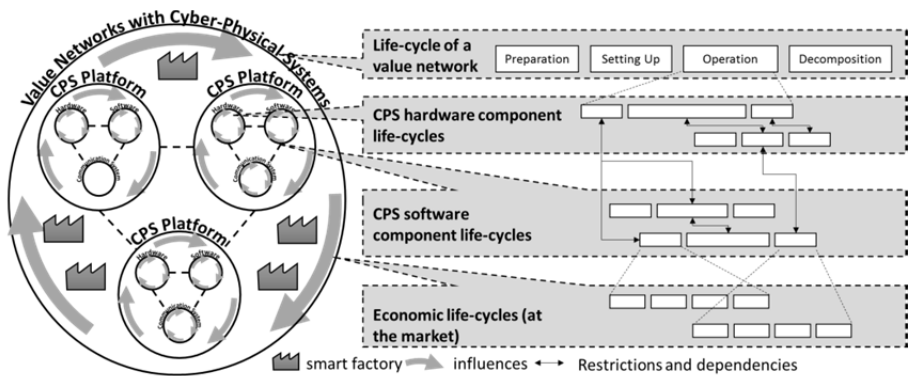 Value Networks with Cyber-Physical-Systems
CPS Platform
Hardware
Software
Communication System
CPS Platform
Hardware
Software
Communication System
CPS Platform
Hardware
Software
Communication System
Life-cycle of a
value network
Preparation
Setting Up
Operation
Decomposition
CPS hardware component
life-cycles
CPS software
component life-cycles
Economic life-cycles (at
the market)
smart factory
influences
Restrictions and dependencies